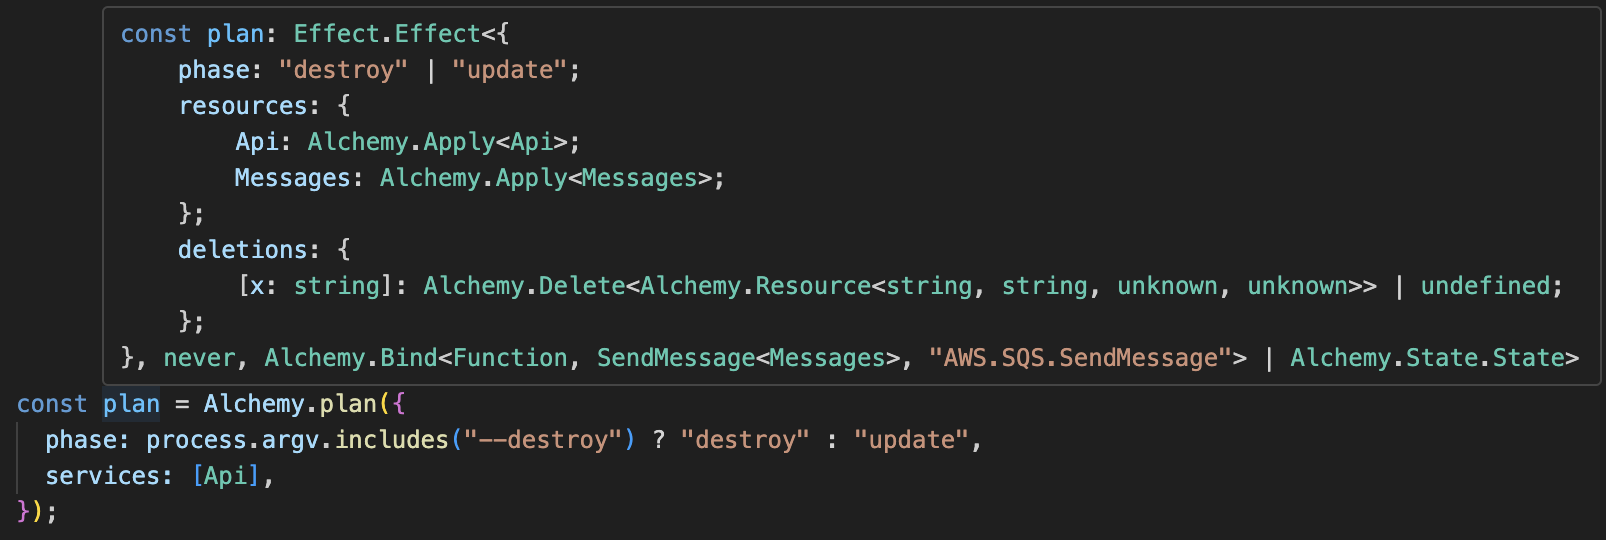 const plan: Effect.Effect<{
    phase: "destroy" | "update";
    resources: {
        Api: Alchemy.Apply<Api>;
        Messages: Alchemy.Apply<Messages>;
    };
    deletions: {
        [x: string]: Alchemy.Delete<Alchemy.Resource<string, string, unknown, unknown>> | undefined;
    };
}, never, Alchemy.Bind<Function, SendMessage<Messages>, "AWS.SQS.SendMessage"> | Alchemy.State.State>
const plan = Alchemy.plan({
  phase: process.argv.includes("--destroy") ? "destroy" : "update",
  services: [Api],
});